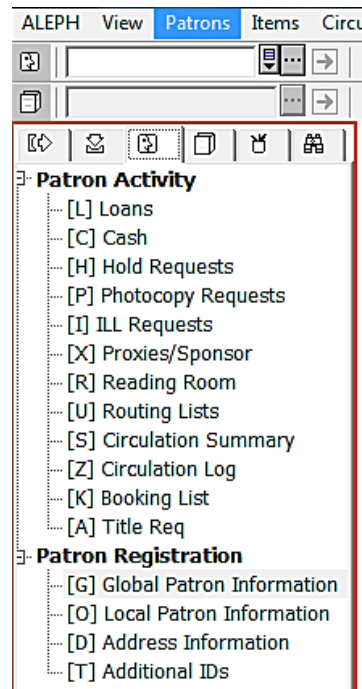 ALEPH View Patrons Items Circu
Patron Activity
[L] Loans
[C] Cash
[H] Hold Requests
[P] Photocopy Requests
[I] ILL Requests
[X] Proxies/Sponsor
[R] Reading Room
[U] Routing Lists
[S] Circulation Summary
[Z] Circulation Log
[K] Booking List
[A] Title Req
Patron Registration
[G] Global Patron Information
[O] Local Patron Information
[D] Address Information
[T] Additional IDs